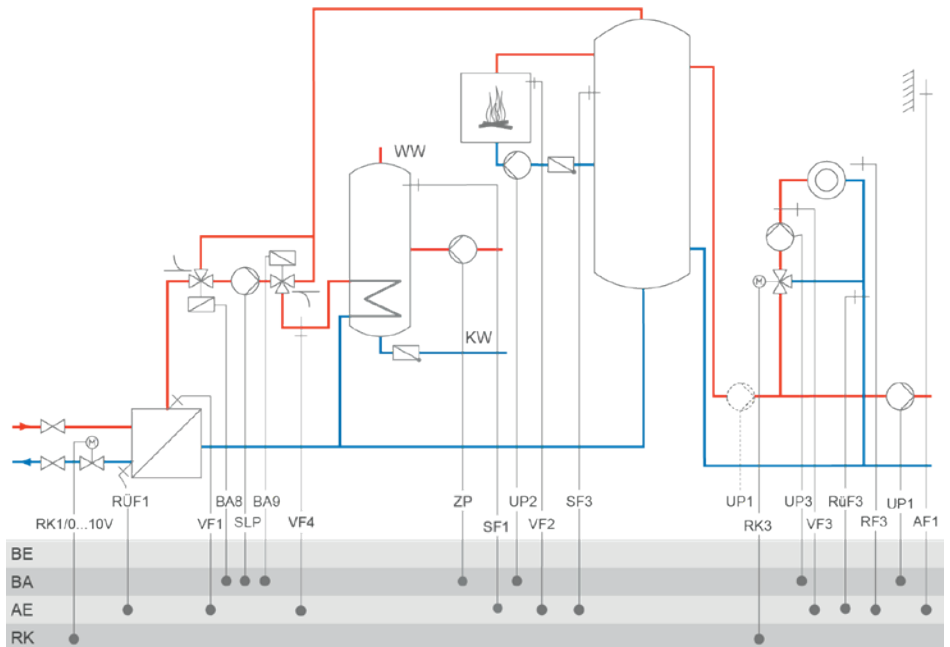 WW
KW
M
M
RÜF1
BA8
BA9
ZP
UP2
SF3
UP1
UP3
RüF3
UP1
RK1/0...10V
VF1
SLP
VF4
SF1
VF2
RK3
VF3
RF3
AF1
BE
BA
AE
RK